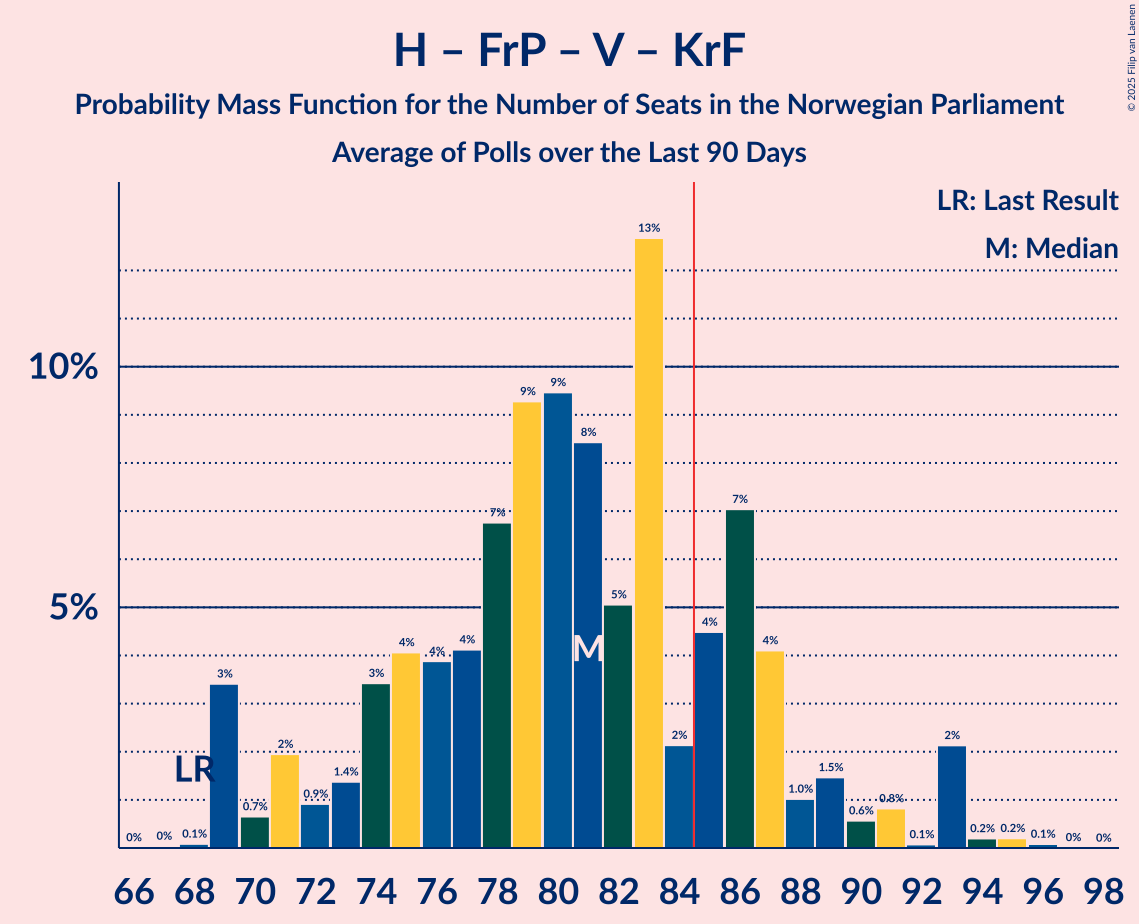 H – FrP – V – KrF
Probability Mass Function for the Number of Seats in the Norwegian Parliament
Average of Polls over the Last 90 Days
© 2025 Filip van Laenen
LR: Last Result
M: Median
10%
5%
0% 0% 0.1% 3% 0.7% 2% 0.9% 1.4% 3% 4% 4% 4% 7% 9% 9% 8% 5% 13% 2% 4% 7% 4% 1.0% 1.5% 0.6% 0.8% 0.1% 2% 0.2% 0.2% 0.1% 0% 0%
LR
M
66 68 70 72 74 76 78 80 82 84 86 88 90 92 94 96 98